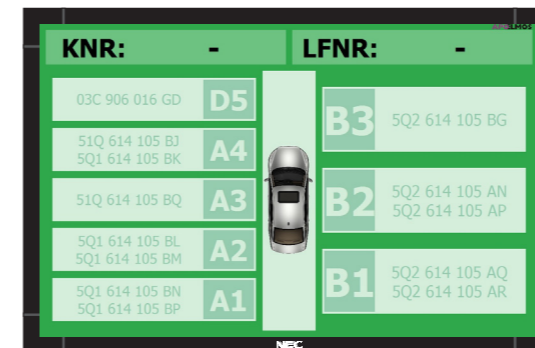 KNR: - LFNR: -
03C 906 016 GD D5
51Q 614 105 BJ
5Q1 614 105 BK
A4
51Q 614 105 BQ A3
5Q1 614 105 BL
5Q1 614 105 BM
A2
5Q1 614 105 BN
5Q1 614 105 BP
A1
B3 5Q2 614 105 BG
B2
5Q2 614 105 AN
5Q2 614 105 AP
B1
5Q2 614 105 AQ
5Q2 614 105 AR
NEC